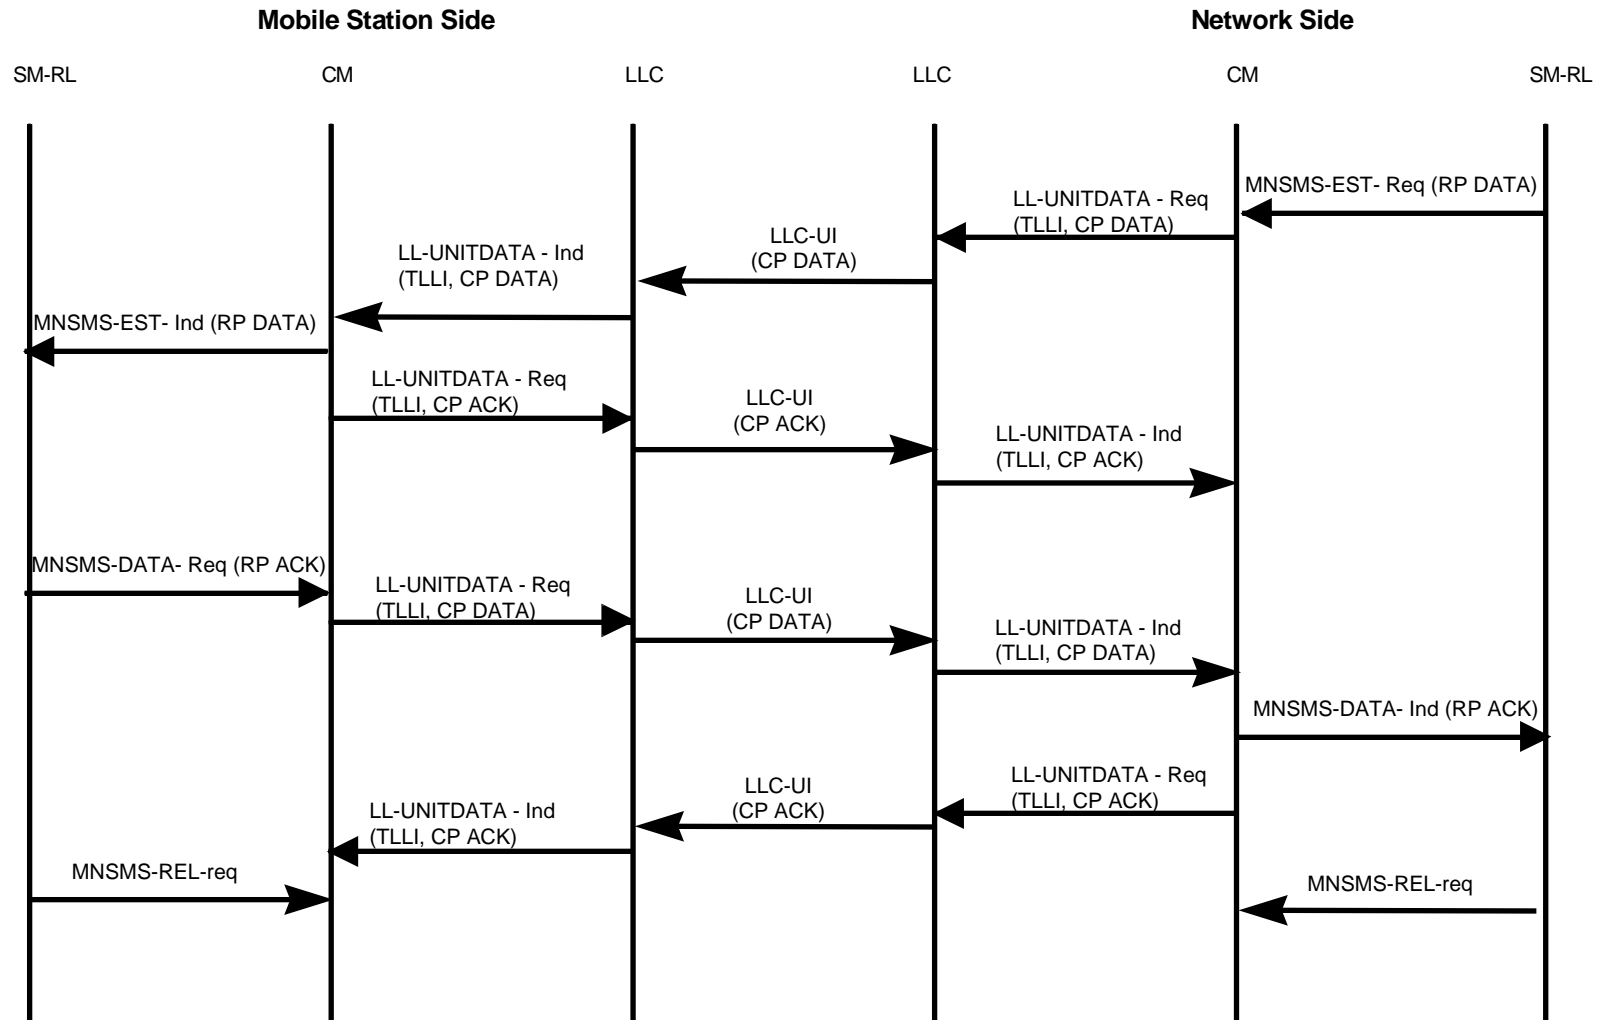 Mobile Station Side
Network Side
SM-RL
CM
LLC
LLC
CM
SM-RL
MNSMS-EST- Req (RP DATA)
LL-UNITDATA - Req
(TLLI, CP DATA)
LLC-UI
(CP DATA)
LL-UNITDATA - Ind
(TLLI, CP DATA)
MNSMS-EST- Ind (RP DATA)
LL-UNITDATA - Req
(TLLI, CP ACK)
LLC-UI
(CP ACK)
LL-UNITDATA - Ind
(TLLI, CP ACK)
MNSMS-DATA- Req (RP ACK)
LL-UNITDATA - Req
(TLLI, CP DATA)
LLC-UI
(CP DATA)
LL-UNITDATA - Ind
(TLLI, CP DATA)
MNSMS-DATA- Ind (RP ACK)
LL-UNITDATA - Req
(TLLI, CP ACK)
LLC-UI
(CP ACK)
LL-UNITDATA - Ind
(TLLI, CP ACK)
MNSMS-REL-req
MNSMS-REL-req